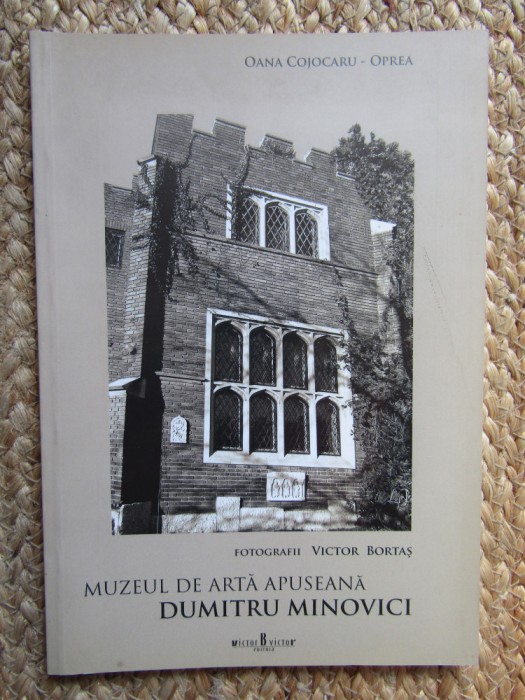 OANA COJOCARU - OPREA
FOTOGRAFII VICTOR BORTAȘ
MUZEUL DE ARTĂ APUSEANĂ
DUMITRU MINOVICI
VICTOR B VICTOR